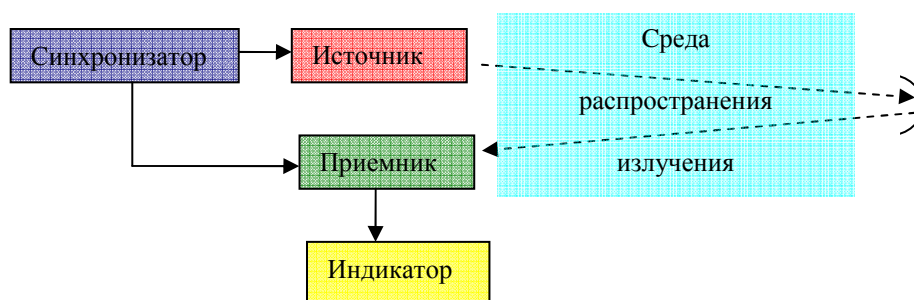 Синхронизатор
Источник
Среда
распространения
излучения
Приемник
Индикатор